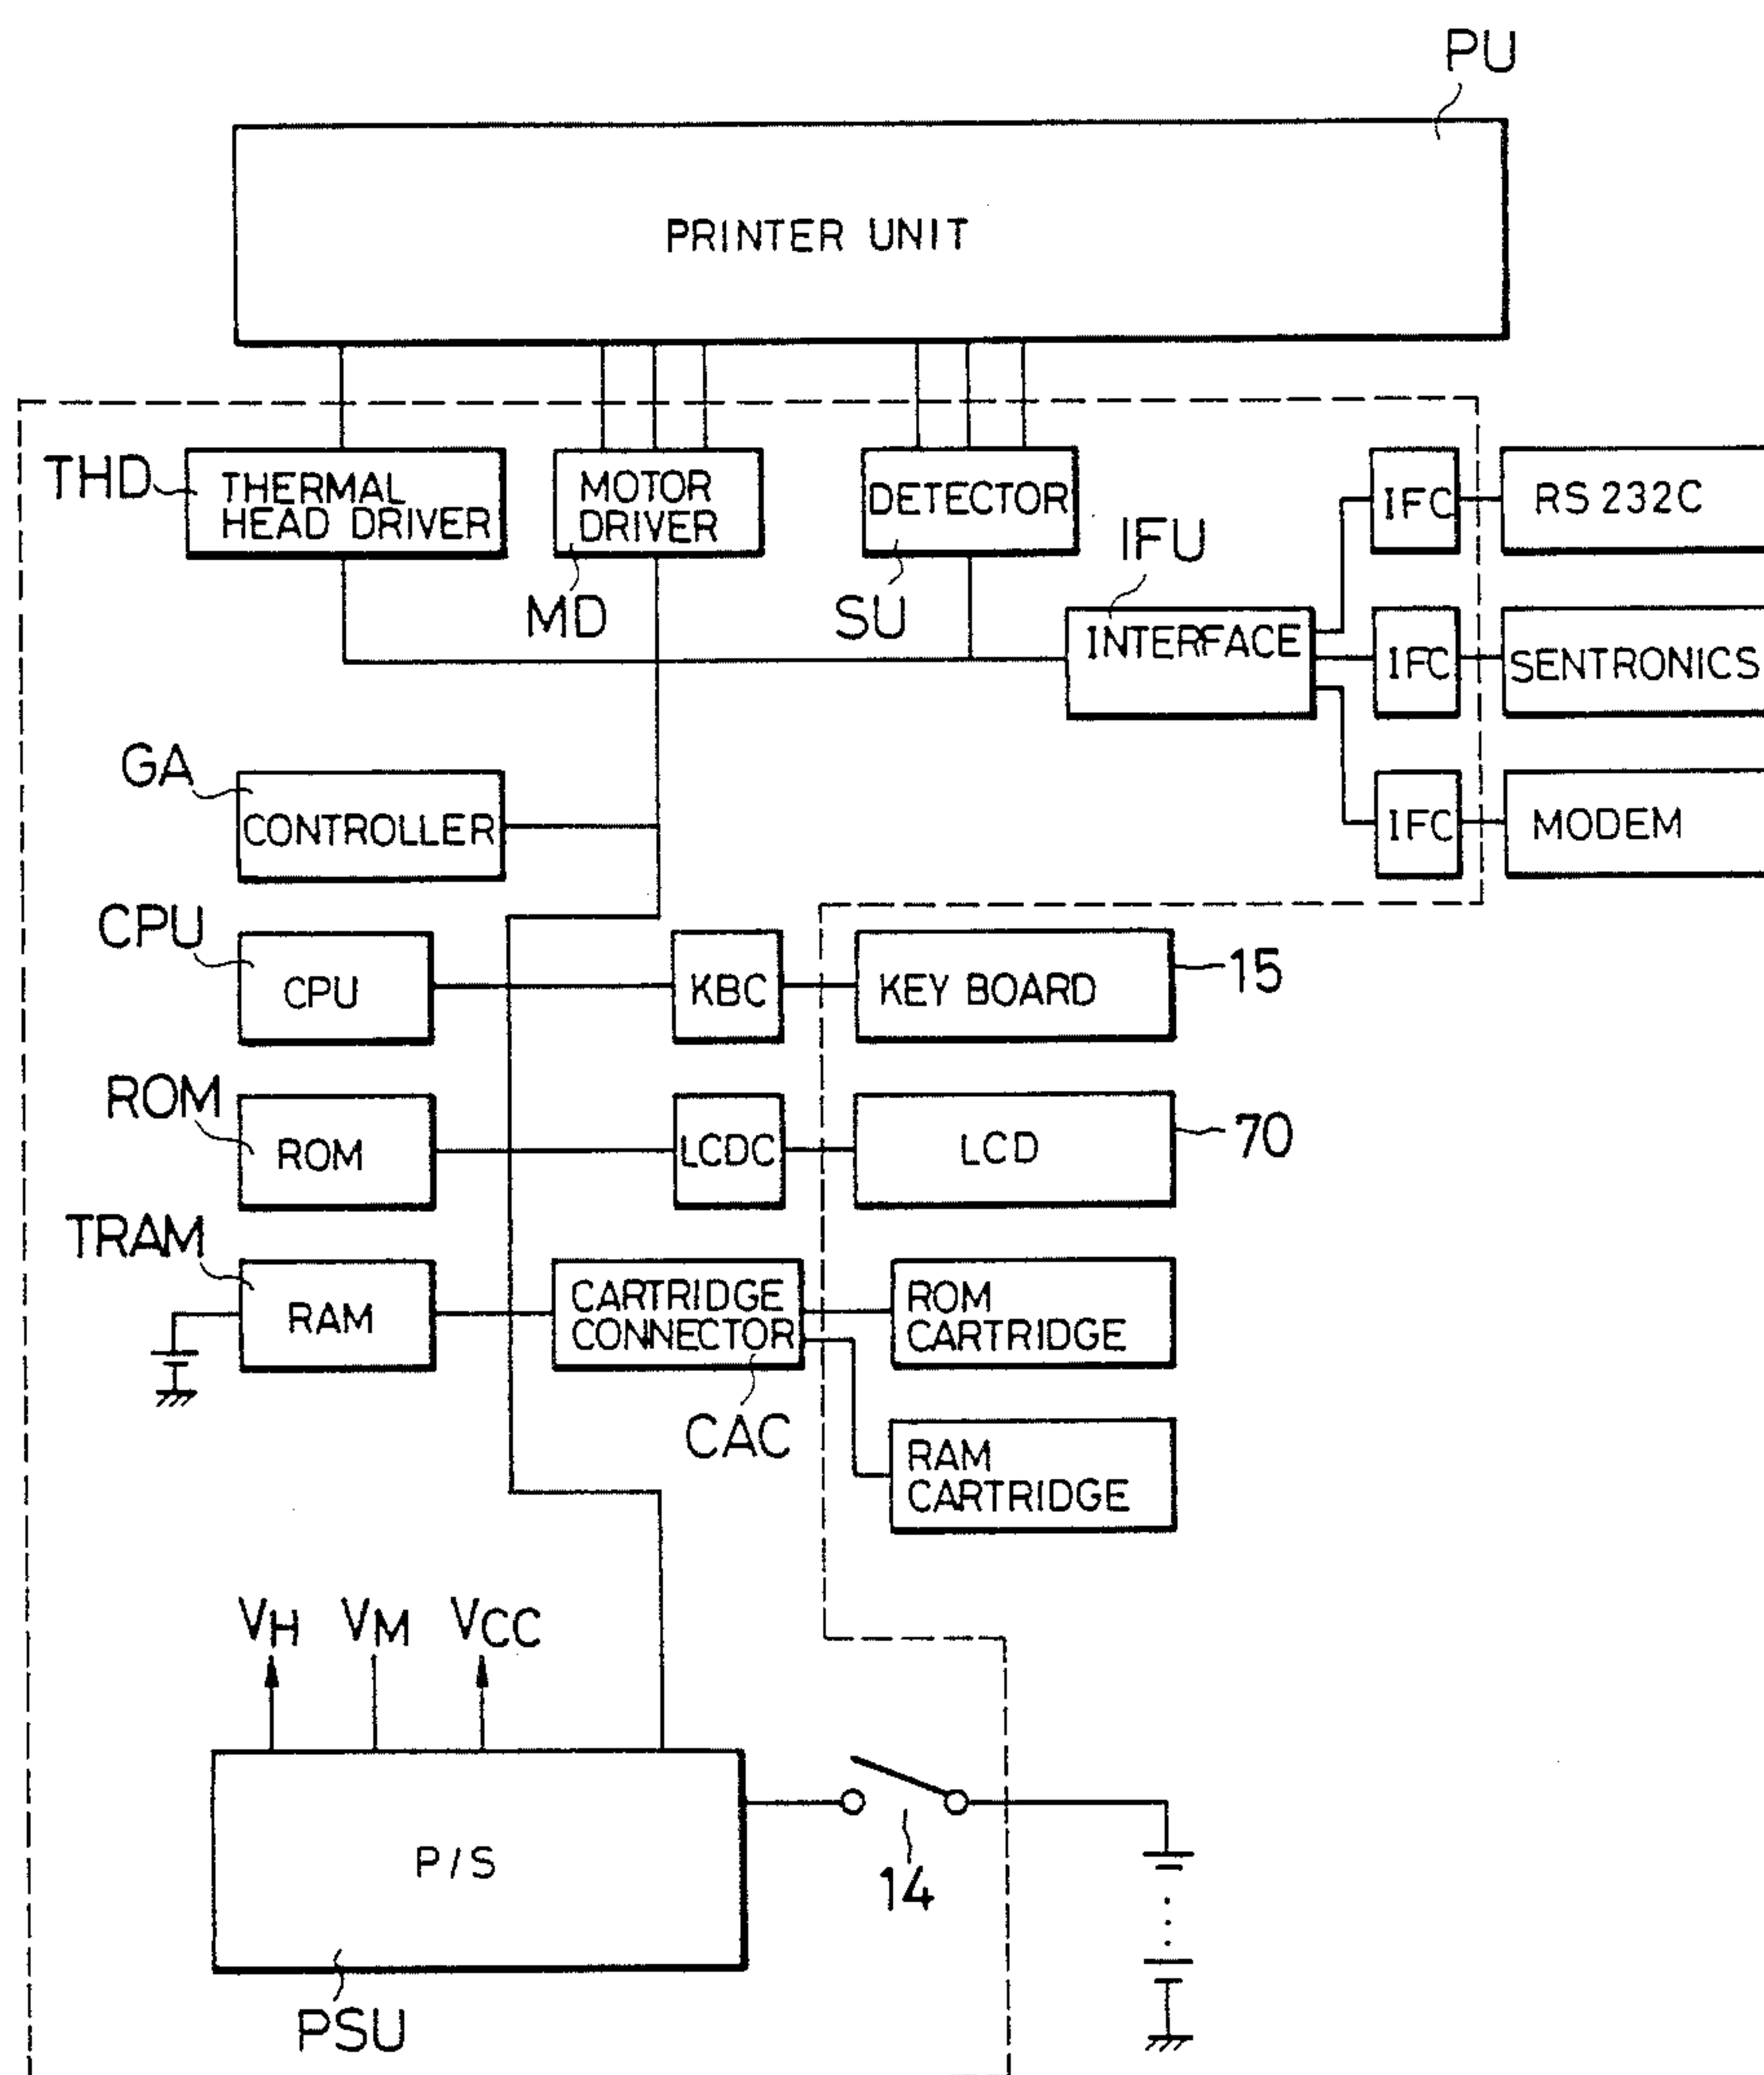 PU
PRINTER UNIT
THD
THERMAL
HEAD DRIVER
MOTOR
DRIVER
DETECTOR
IFC
RS 232C
MD
SU
IFU
INTERFACE
IFC
SENTRONICS
GA
CONTROLLER
IFC
MODEM
CPU
CPU
KBC
KEY BOARD
15
ROM
ROM
LCDC
LCD
70
TRAM
RAM
CARTRIDGE
CONNECTOR
ROM
CARTRIDGE
CAC
RAM
CARTRIDGE
VH
VM
VCC
P/S
14
PSU